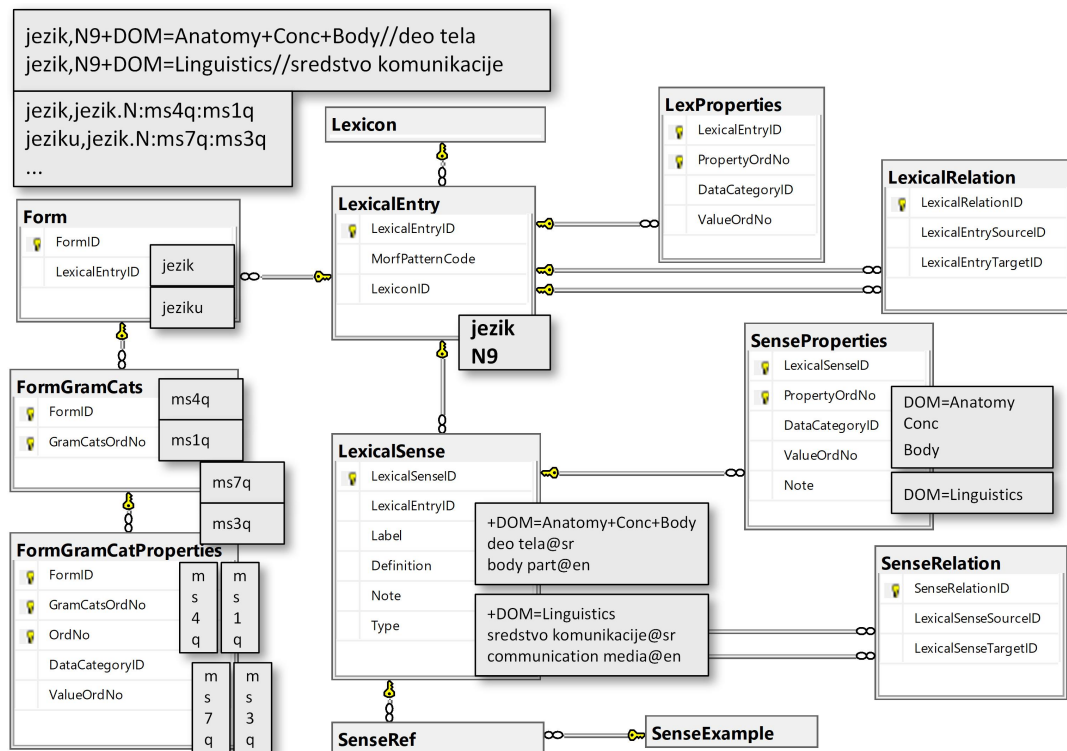 jezik,N9+DOM=Anatomy+Conc+Body//deo tela
jezik,N9+DOM=Linguistics//sredstvo komunikacije
jezik,jezik.N:ms4q:ms1q
jeziku,jezik.N:ms7q:ms3q
...
Lexicon
LexProperties
LexicalEntryID
PropertyOrdNo
DataCategoryID
ValueOrdNo
LexicalRelation
LexicalRelationID
LexicalEntrySourceID
LexicalEntryTargetID
Form
FormID
LexicalEntryID
jezik
jeziku
LexicalEntry
LexicalEntryID
MorfPatternCode
LexiconID
jezik
N9
FormGramCats
FormID
GramCatsOrdNo
ms4q
ms1q
ms7q
ms3q
SenseProperties
LexicalSenseID
PropertyOrdNo
DataCategoryID
ValueOrdNo
Note
DOM=Anatomy
Conc
Body
DOM=Linguistics
LexicalSense
LexicalSenseID
LexicalEntryID
Label
Definition
Note
Type
+DOM=Anatomy+Conc+Body
deo tela@sr
body part@en
+DOM=Linguistics
sredstvo komunikacije@sr
communication media@en
FormGramCatProperties
FormID
GramCatsOrdNo
OrdNo
DataCategoryID
ValueOrdNo
m
s
4
q
m
s
1
q
m
s
7
q
m
s
3
q
SenseRelation
SenseRelationID
LexicalSenseSourceID
LexicalSenseTargetID
SenseRef
SenseExample